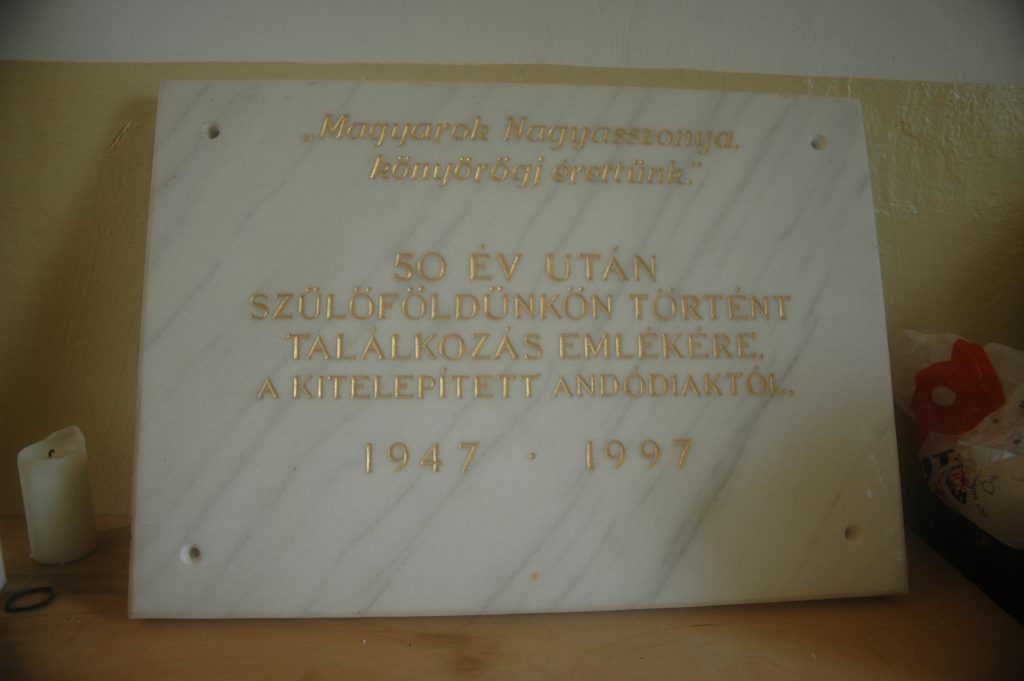 „Magyarok Nagyasszonya,
könyörögj érettünk."
50 ÉV UTÁN
SZÜLŐFÖLDÜNKÖN TÖRTÉNT
TALÁLKOZÁS EMLÉKÉRE,
A KITELEPÍTETT ANDÓDIAKTÓL.
1947 · 1997